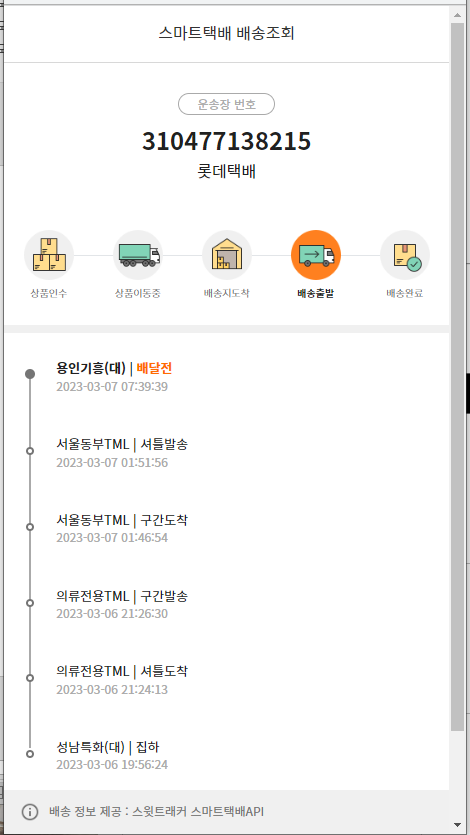 스마트택배 배송조회
운송장 번호
310477138215
롯데택배
상품인수
상품이동중
배송지도착
배송출발
배송완료
용인기흥(대) | 배달전
2023-03-07 07:39:39
서울동부TML | 셔틀발송
2023-03-07 01:51:56
서울동부TML | 구간도착
2023-03-07 01:46:54
의류전용TML | 구간발송
2023-03-06 21:26:30
의류전용TML | 셔틀도착
2023-03-06 21:24:13
성남특화(대) | 집하
2023-03-06 19:56:24
배송 정보 제공 : 스윗트래커 스마트택배API